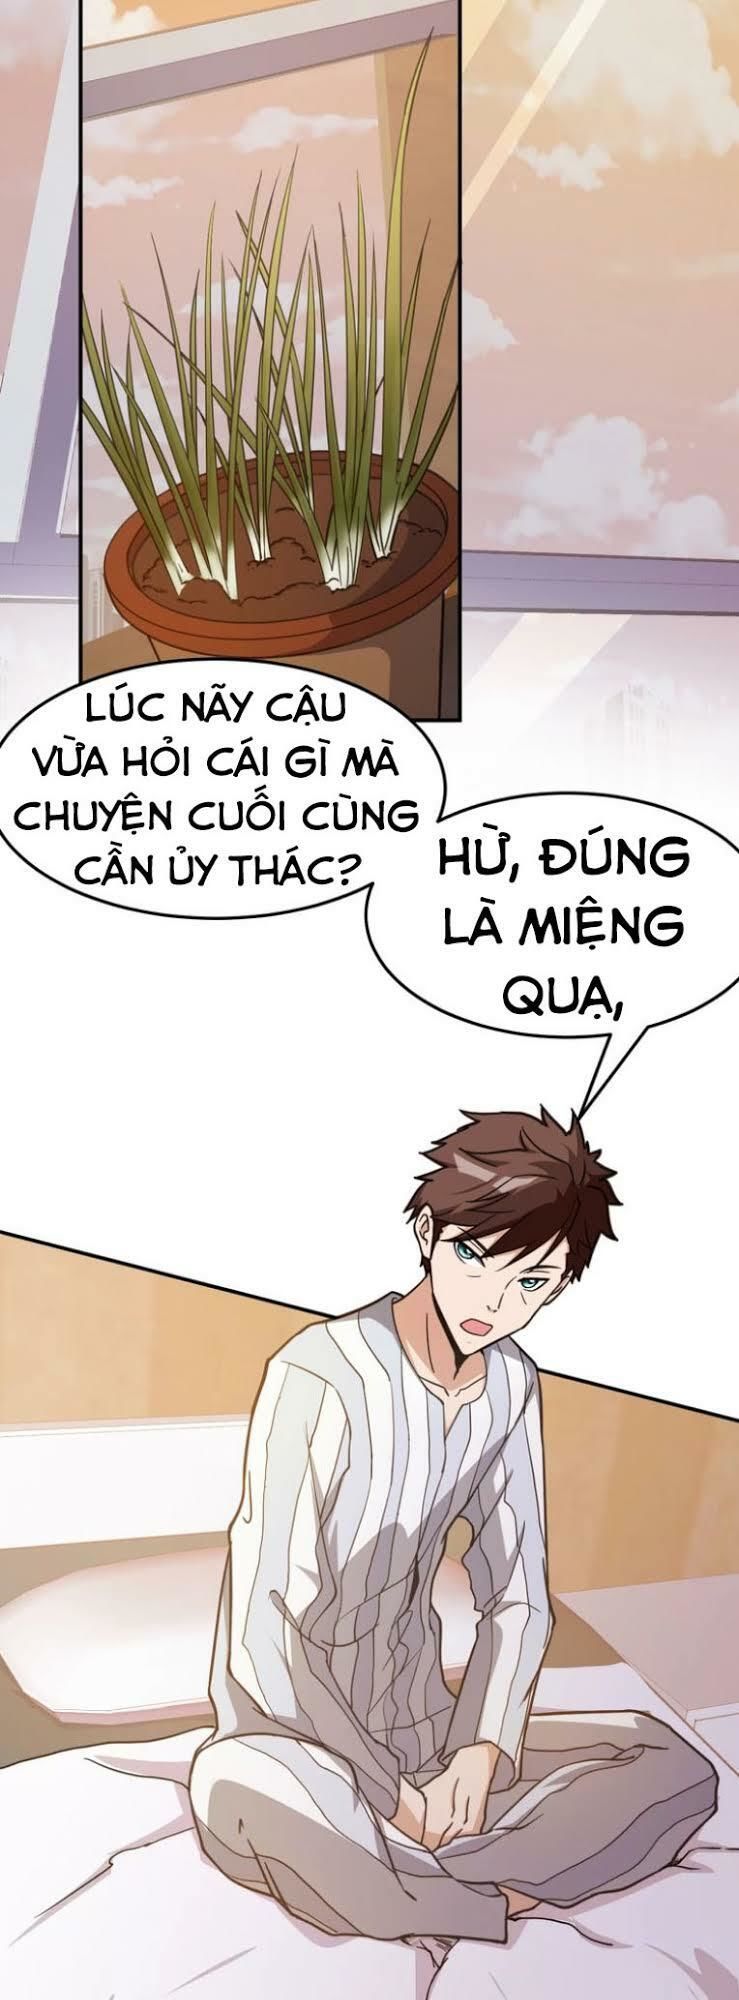 LÚC NÃY CẬU
VỪA HỎI CÁI GÌ MÀ
CHUYỆN CUỐI CÙNG
CẦN ỦY THÁC?
HỪ, ĐÚNG
LÀ MIỆNG
QUẠ,